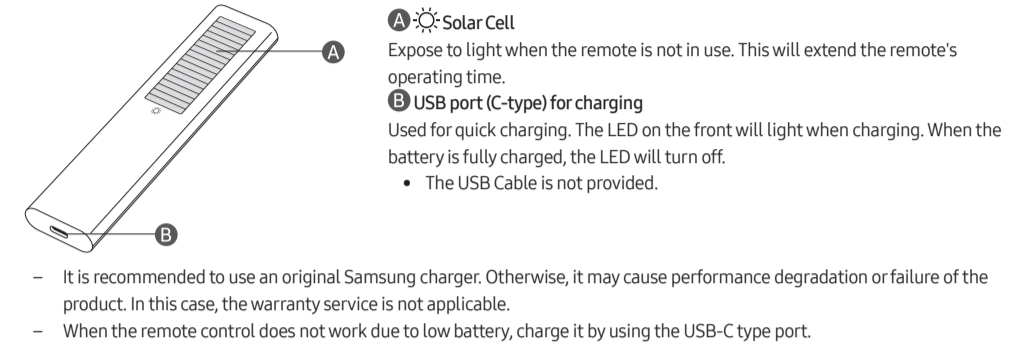 A Solar Cell
A
Expose to light when the remote is not in use. This will extend the remote's
operating time.
B USB port (C-type) for charging
Used for quick charging. The LED on the front will light when charging. When the
battery is fully charged, the LED will turn off.
• The USB Cable is not provided.
B
– It is recommended to use an original Samsung charger. Otherwise, it may cause performance degradation or failure of the
product. In this case, the warranty service is not applicable.
– When the remote control does not work due to low battery, charge it by using the USB-C type port.